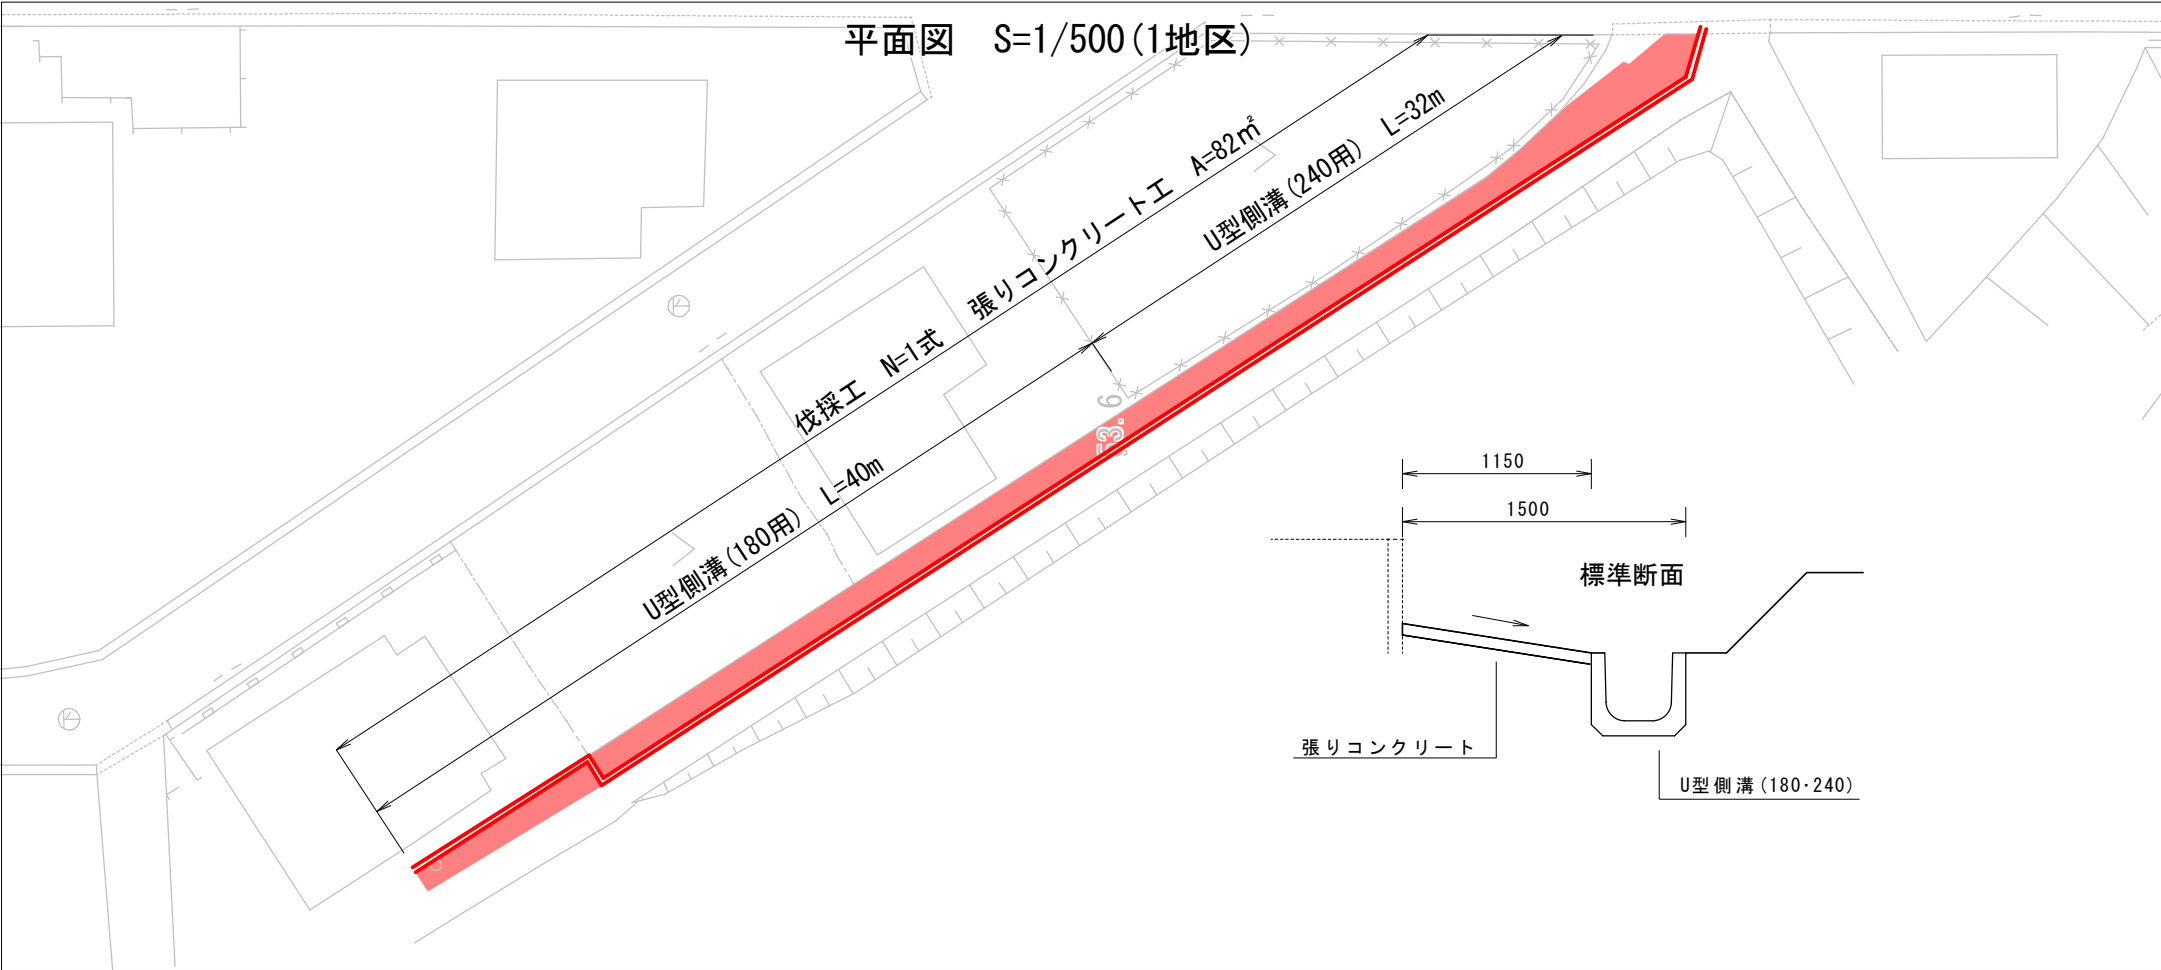 平面図　S=1/500(1地区)
伐採工　N=1式　張りコンクリート工　A=82㎡
U型側溝(240用)　L=32m
U型側溝(180用)　L=40m
53.6
1150
1500
標準断面
張りコンクリート
U型側溝(180･240)